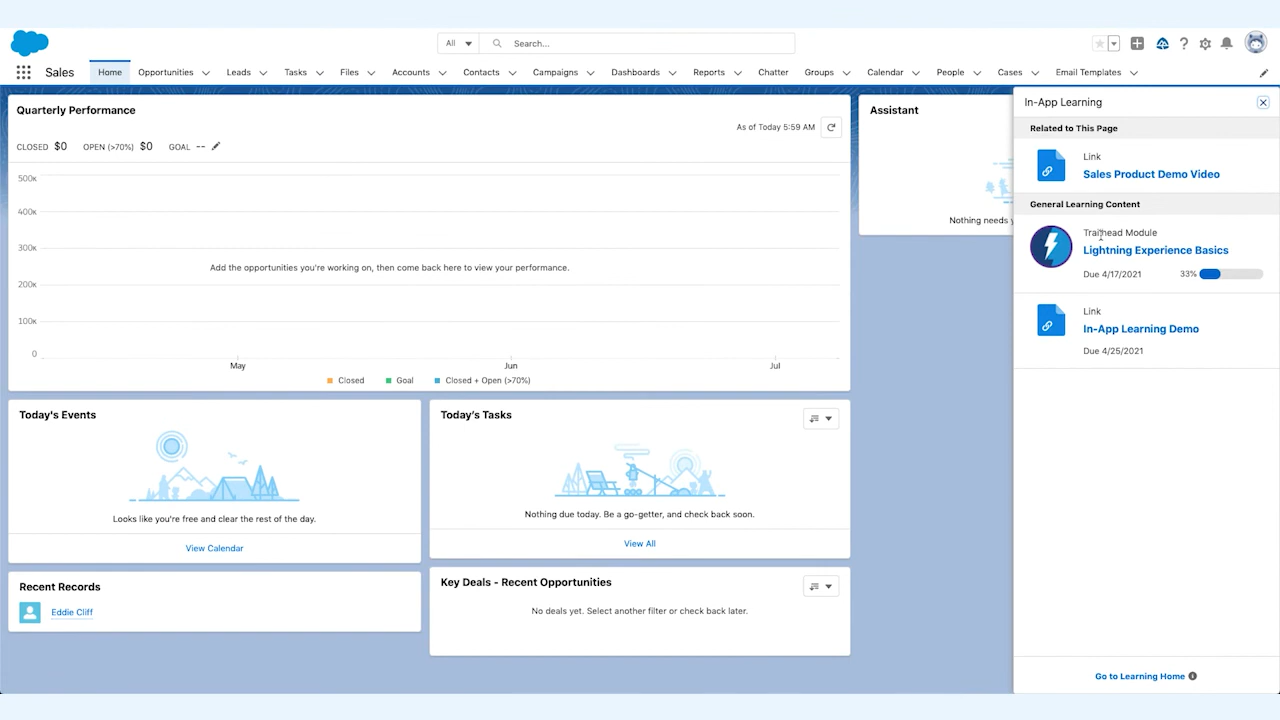 All
Search...
Sales
Home
Opportunities
Leads
Tasks
Files
Accounts
Contacts
Campaigns
Dashboards
Reports
Chatter
Groups
Calendar
People
Cases
Email Templates
Quarterly Performance
As of Today 5:59 AM
CLOSED $0 OPEN (>70%) $0 GOAL --
500K
400K
300K
200K
100K
0
Add the opportunities you're working on, then come back here to view your performance.
May
Jun
Jul
Closed
Goal
Closed + Open (>70%)
Assistant
Nothing needs y
Today's Events
Looks like you're free and clear the rest of the day.
View Calendar
Today's Tasks
Nothing due today. Be a go-getter, and check back soon.
View All
Recent Records
Eddie Cliff
Key Deals - Recent Opportunities
No deals yet. Select another filter or check back later.
In-App Learning
Related to This Page
Link
Sales Product Demo Video
General Learning Content
Trailhead Module
Lightning Experience Basics
Due 4/17/2021
33%
Link
In-App Learning Demo
Due 4/25/2021
Go to Learning Home